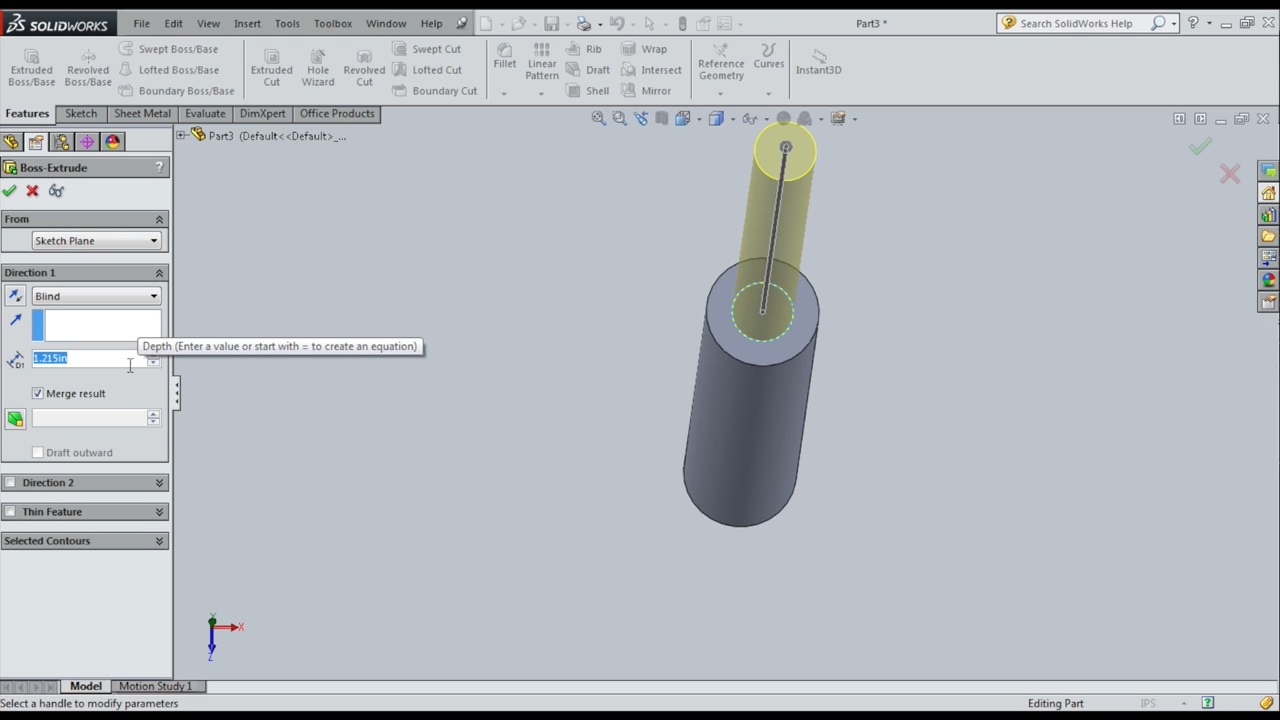 SOLIDWORKS File Edit View Insert Tools Toolbox Window Help Part3 * Search SolidWorks Help
Extruded Boss/Base
Revolved Boss/Base
Swept Boss/Base
Lofted Boss/Base
Boundary Boss/Base
Extruded Cut
Hole Wizard
Revolved Cut
Swept Cut
Lofted Cut
Boundary Cut
Fillet
Linear Pattern
Rib
Draft
Shell
Wrap
Intersect
Mirror
Reference Geometry
Curves
Instant3D
Features Sketch Sheet Metal Evaluate DimXpert Office Products
Part3 (Default<<Default>_...
Boss-Extrude ?
From
Sketch Plane
Direction 1
Blind
Depth (Enter a value or start with = to create an equation)
D1 1.215in
Merge result
Draft outward
Direction 2
Thin Feature
Selected Contours
Y
X
Z
Model Motion Study 1
Select a handle to modify parameters Editing Part IPS